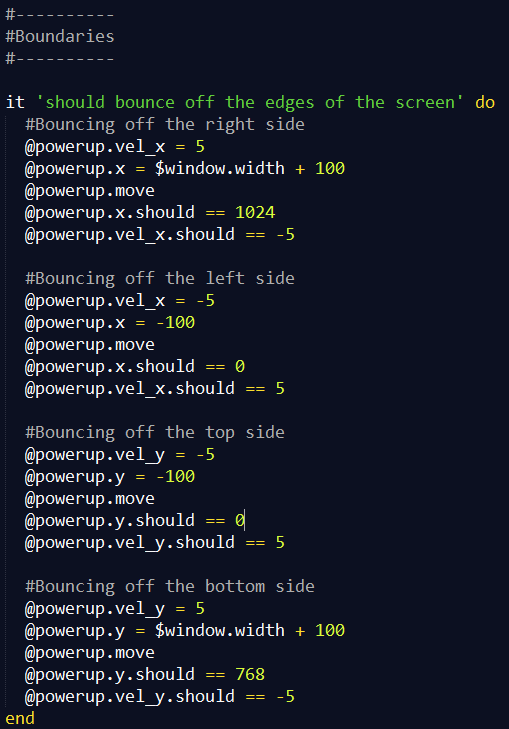 #----------
#Boundaries
#----------

it 'should bounce off the edges of the screen' do
  #Bouncing off the right side
  @powerup.vel_x = 5
  @powerup.x = $window.width + 100
  @powerup.move
  @powerup.x.should == 1024
  @powerup.vel_x.should == -5

  #Bouncing off the left side
  @powerup.vel_x = -5
  @powerup.x = -100
  @powerup.move
  @powerup.x.should == 0
  @powerup.vel_x.should == 5

  #Bouncing off the top side
  @powerup.vel_y = -5
  @powerup.y = -100
  @powerup.move
  @powerup.y.should == 0
  @powerup.vel_y.should == 5

  #Bouncing off the bottom side
  @powerup.vel_y = 5
  @powerup.y = $window.width + 100
  @powerup.move
  @powerup.y.should == 768
  @powerup.vel_y.should == -5
end